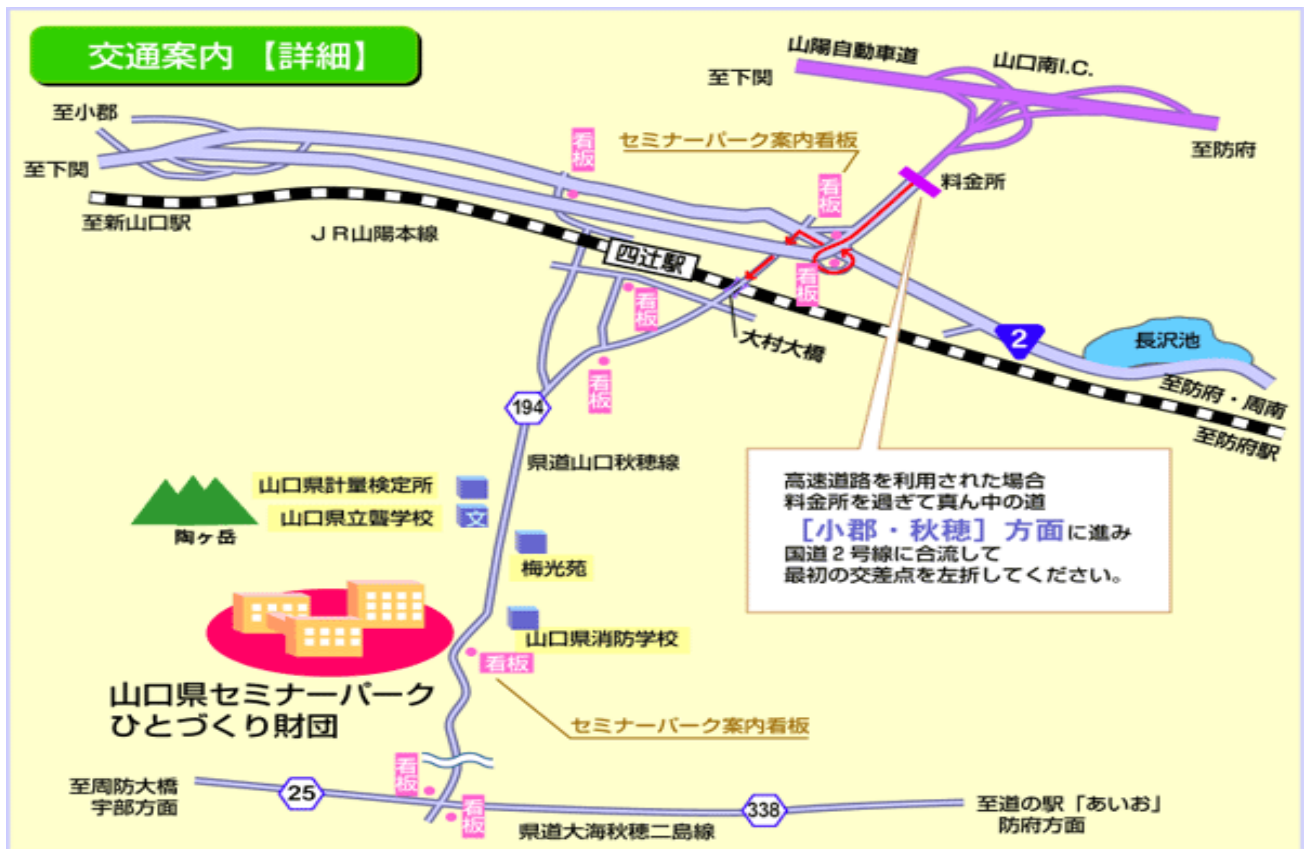 交通案内 【詳細】
山陽自動車道
山口南I.C.
至下関
至防府
至小郡
至下関
セミナーパーク案内看板
看板
看板
料金所
至新山口駅
ＪＲ山陽本線
四辻駅
看板
看板
大村大橋
2
長沢池
至防府・周南
至防府駅
看板
194
県道山口秋穂線
高速道路を利用された場合
料金所を過ぎて真ん中の道
［小郡・秋穂］方面に進み
国道２号線に合流して
最初の交差点を左折してください。
山口県計量検定所
山口県立聾学校
文
陶ヶ岳
梅光苑
山口県消防学校
看板
山口県セミナーパーク
ひとづくり財団
セミナーパーク案内看板
看板
至周防大橋
宇部方面
25
看板
338
県道大海秋穂二島線
至道の駅「あいお」
防府方面